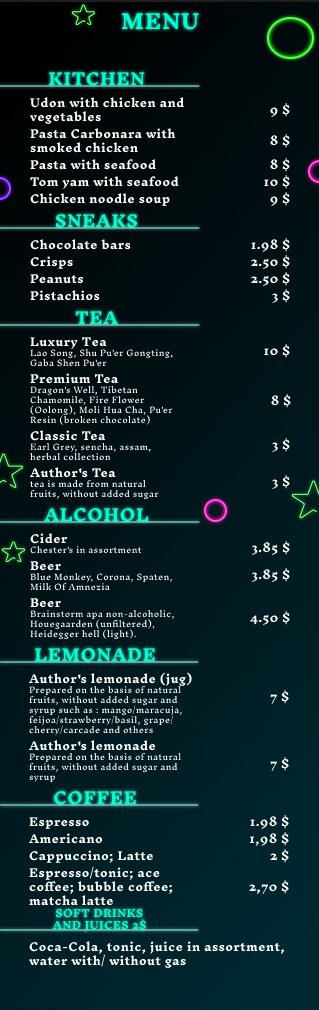 MENU
KITCHEN
Udon with chicken and
vegetables 9 $
Pasta Carbonara with
smoked chicken 8 $
Pasta with seafood 8 $
Tom yam with seafood 10 $
Chicken noodle soup 9 $
SNEAKS
Chocolate bars 1.98 $
Crisps 2.50 $
Peanuts 2.50 $
Pistachios 3 $
TEA
Luxury Tea
Lao Song, Shu Pu'er Gongting, 10 $
Gaba Shen Pu'er
Premium Tea
Dragon's Well, Tibetan
Chamomile, Fire Flower 8 $
(Oolong), Moli Hua Cha, Pu'er
Resin (broken chocolate)
Classic Tea
Earl Grey, sencha, assam, 3 $
herbal collection
Author's Tea
tea is made from natural 3 $
fruits, without added sugar
ALCOHOL
Cider
Chester's in assortment 3.85 $
Beer
Blue Monkey, Corona, Spaten, 3.85 $
Milk Of Amnezia
Beer
Brainstorm apa non-alcoholic,
Houegaarden (unfiltered), 4.50 $
Heidegger hell (light).
LEMONADE
Author's lemonade (jug)
Prepared on the basis of natural
fruits, without added sugar and 7 $
syrup such as : mango/maracuja,
feijoa/strawberry/basil, grape/
cherry/carcade and others
Author's lemonade
Prepared on the basis of natural
fruits, without added sugar and 7 $
syrup
COFFEE
Espresso 1.98 $
Americano 1,98 $
Cappuccino; Latte 2 $
Espresso/tonic; ace
coffee; bubble coffee; 2,70 $
matcha latte
SOFT DRINKS
AND JUICES 2$
Coca-Cola, tonic, juice in assortment,
water with/ without gas